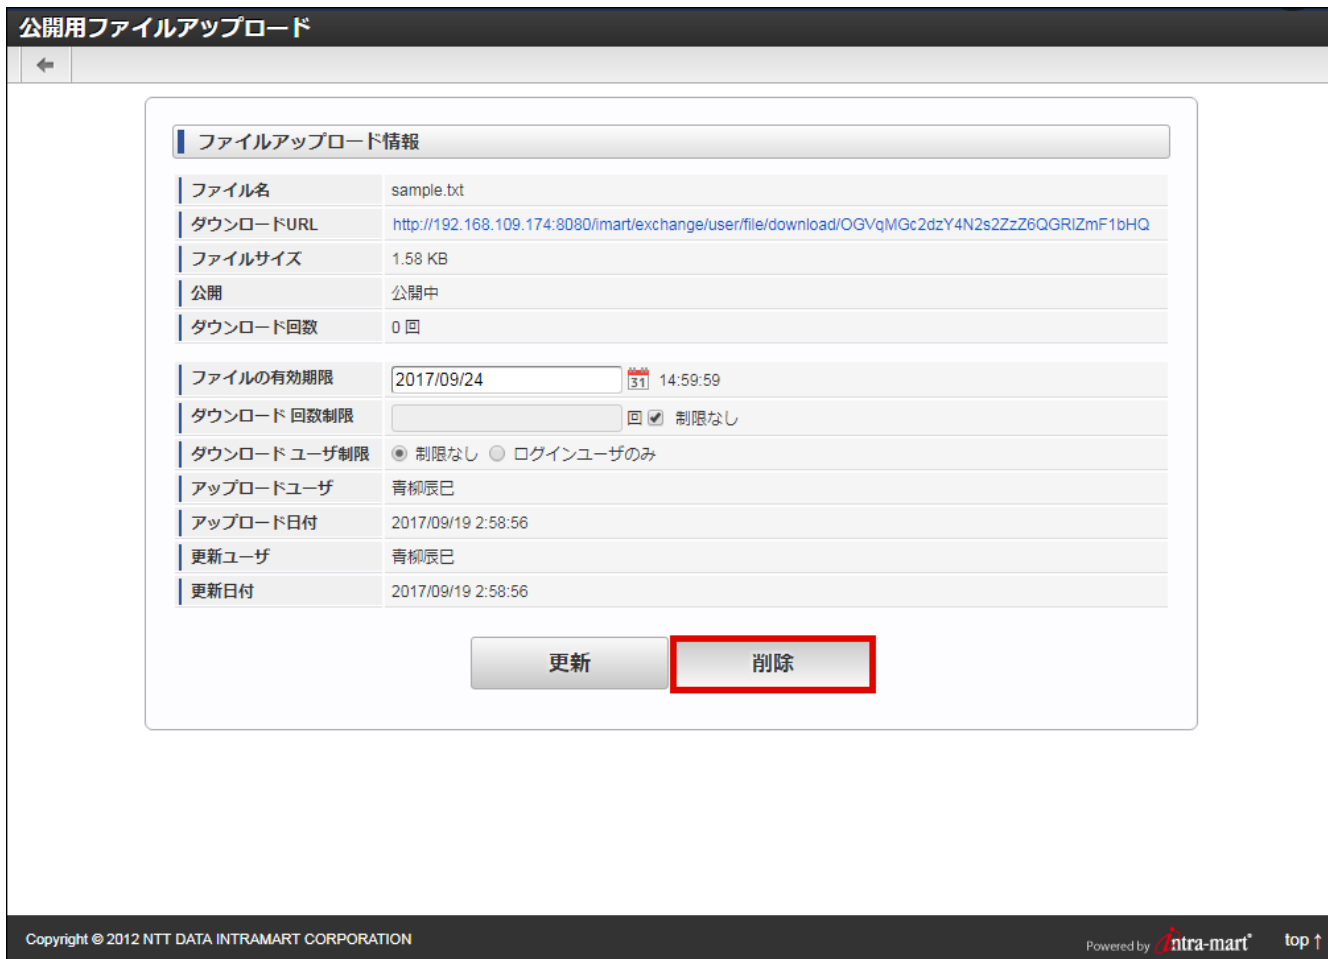 公開用ファイルアップロード
ファイルアップロード情報
ファイル名 sample.txt
ダウンロードURL http://192.168.109.174:8080/imart/exchange/user/file/download/OGVqMGc2dzY4N2s2ZzZ6QGRlZmF1bHQ
ファイルサイズ 1.58 KB
公開 公開中
ダウンロード回数 0 回
ファイルの有効期限 2017/09/24 31 14:59:59
ダウンロード 回数制限 回 制限なし
ダウンロード ユーザ制限 制限なし ログインユーザのみ
アップロードユーザ 青柳辰巳
アップロード日付 2017/09/19 2:58:56
更新ユーザ 青柳辰巳
更新日付 2017/09/19 2:58:56
更新 削除
Copyright © 2012 NTT DATA INTRAMART CORPORATION Powered by intra-mart® top ↑